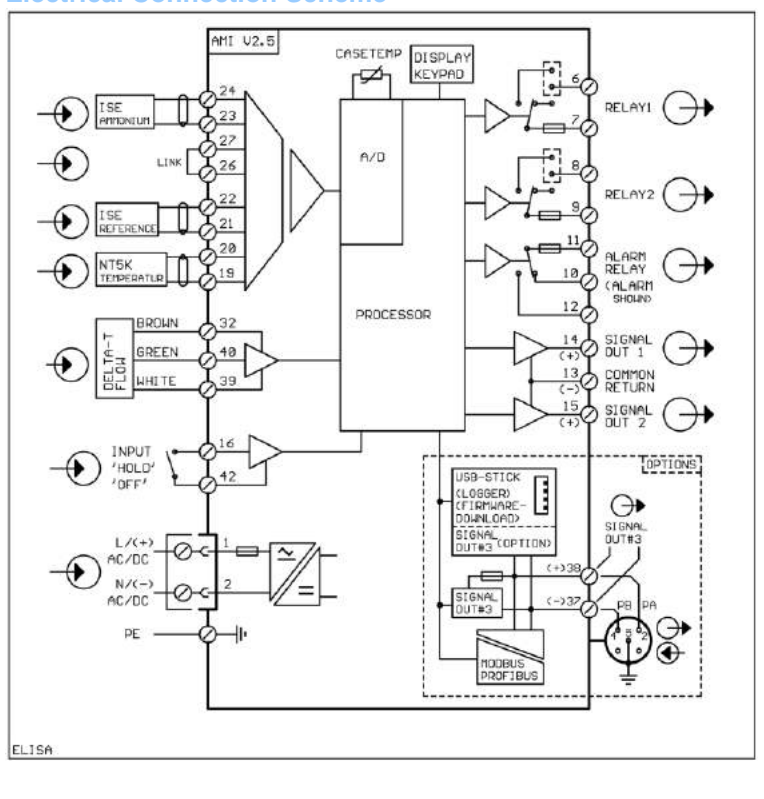 Electrical Connection Scheme
AMI V2.5
CASETEMP
DISPLAY
KEYPAD
6
RELAY1
7
24
ISE
AMMONIUM
23
27
LINK
26
A/D
8
RELAY2
9
22
ISE
REFERENCE
21
20
NT5K
TEMPERATUR
19
11
ALARM
RELAY
10
(ALARM
SHOWN)
12
PROCESSOR
BROWN
32
DELTA-T
FLOW
GREEN
40
WHITE
39
14
SIGNAL
OUT 1
(+)
13
COMMON
RETURN
(-)
15
SIGNAL
OUT 2
(+)
INPUT
16
'HOLD'
'OFF'
42
OPTIONS
USB-STICK
(LOGGER)
(FIRMWARE-
DOWNLOAD)
SIGNAL
OUT#3 (OPTION)
SIGNAL
OUT#3
L/(+)
AC/DC
1
N/(-)
AC/DC
2
PE
(+)38
SIGNAL
OUT#3
(-)37
PB PA
4 5 2
MODBUS
PROFIBUS
ELISA